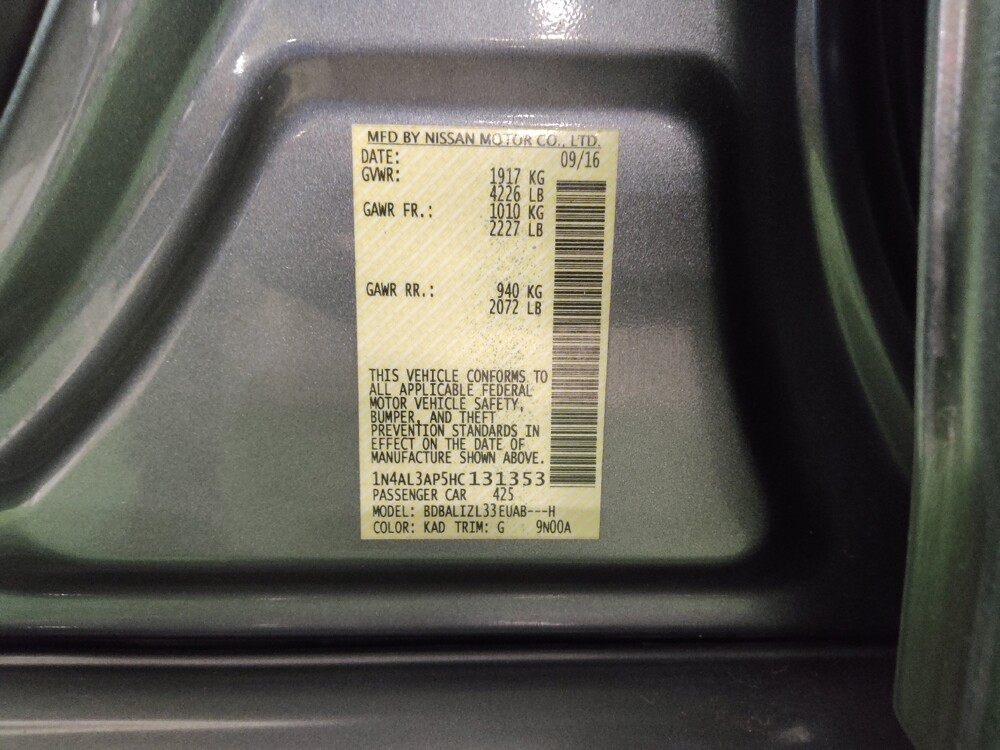 MFD BY NISSAN MOTOR CO., LTD.
DATE: 09/16
GVWR: 1917 KG
4226 LB
GAWR FR.: 1010 KG
2227 LB
GAWR RR.: 940 KG
2072 LB
THIS VEHICLE CONFORMS TO
ALL APPLICABLE FEDERAL
MOTOR VEHICLE SAFETY,
BUMPER, AND THEFT
PREVENTION STANDARDS IN
EFFECT ON THE DATE OF
MANUFACTURE SHOWN ABOVE.
1N4AL3AP5HC131353
PASSENGER CAR 425
MODEL: BDBALIZL33EUAB---H
COLOR: KAD TRIM: G 9N00A